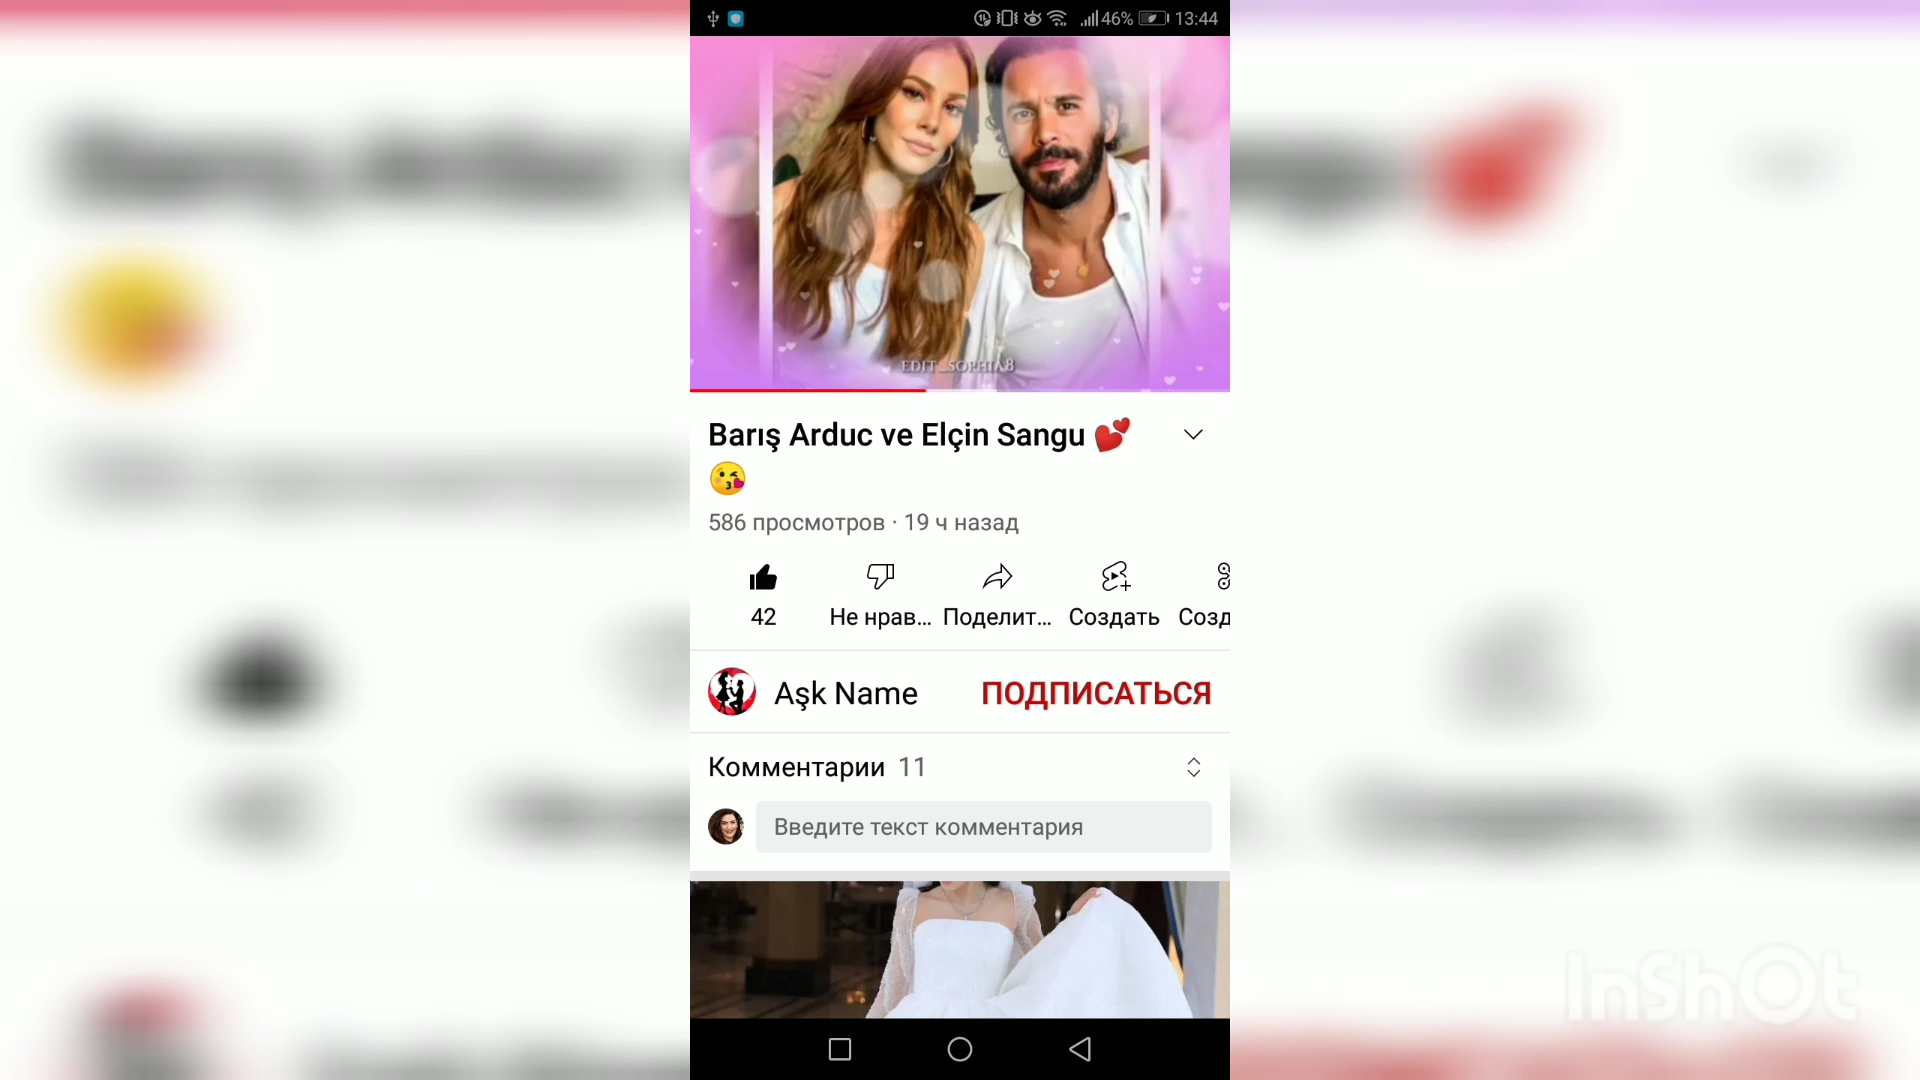 46% 13:44
EDIT_SOPHIA8
Barış Arduc ve Elçin Sangu 💕
😘
586 просмотров · 19 ч назад
42 Не нрав... Поделит... Создать Созд
Aşk Name ПОДПИСАТЬСЯ
Комментарии 11
Введите текст комментария
InShOt